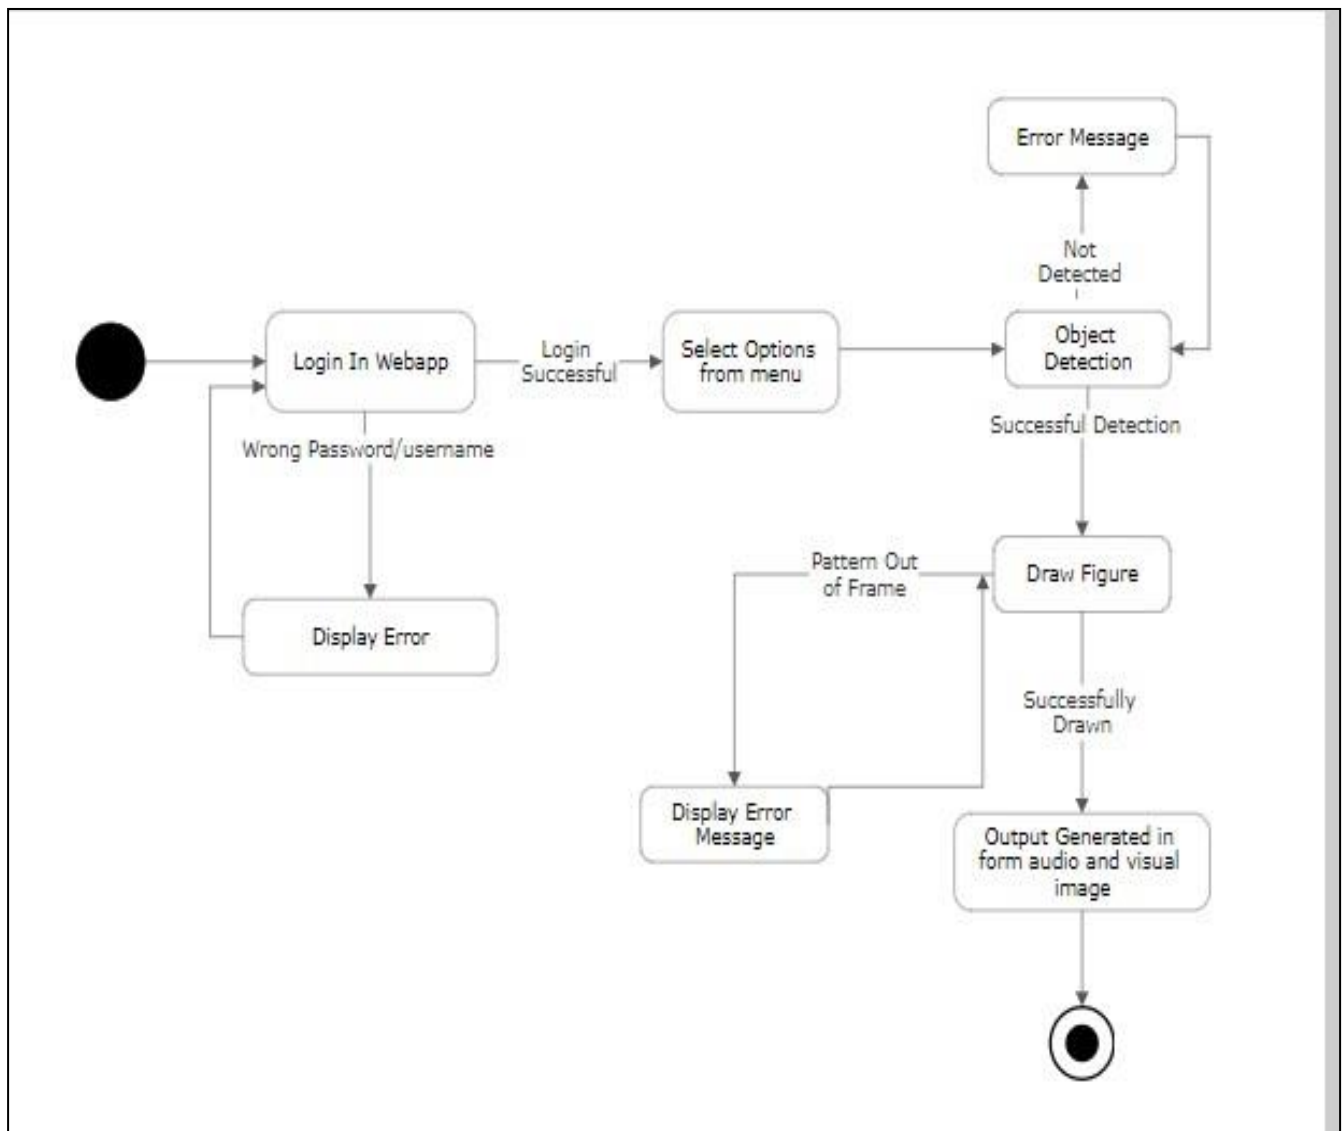 Error Message
Not
Detected
Login In Webapp
Login
Successful
Select Options
from menu
Object
Detection
Wrong Password/username
Successful Detection
Pattern Out
of Frame
Draw Figure
Display Error
Successfully
Drawn
Display Error
Message
Output Generated in
form audio and visual
image